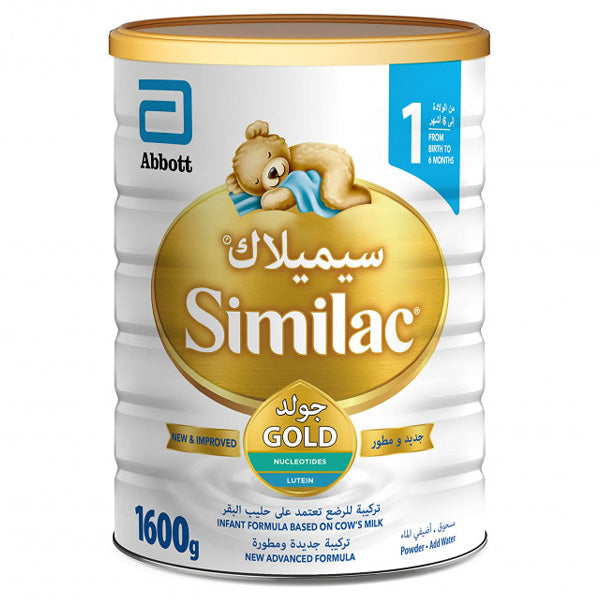 Abbott
1
من الولادة
إلى 6 أشهر
FROM
BIRTH TO
6 MONTHS
سيميلاك®
Similac®
جولد
GOLD
NEW & IMPROVED
جديد و مطور
NUCLEOTIDES
LUTEIN
تركيبة للرضع تعتمد على حليب البقر
INFANT FORMULA BASED ON COW'S MILK
تركيبة جديدة ومطورة
NEW ADVANCED FORMULA
1600g
مسحوق • أضيفي الماء
Powder • Add Water